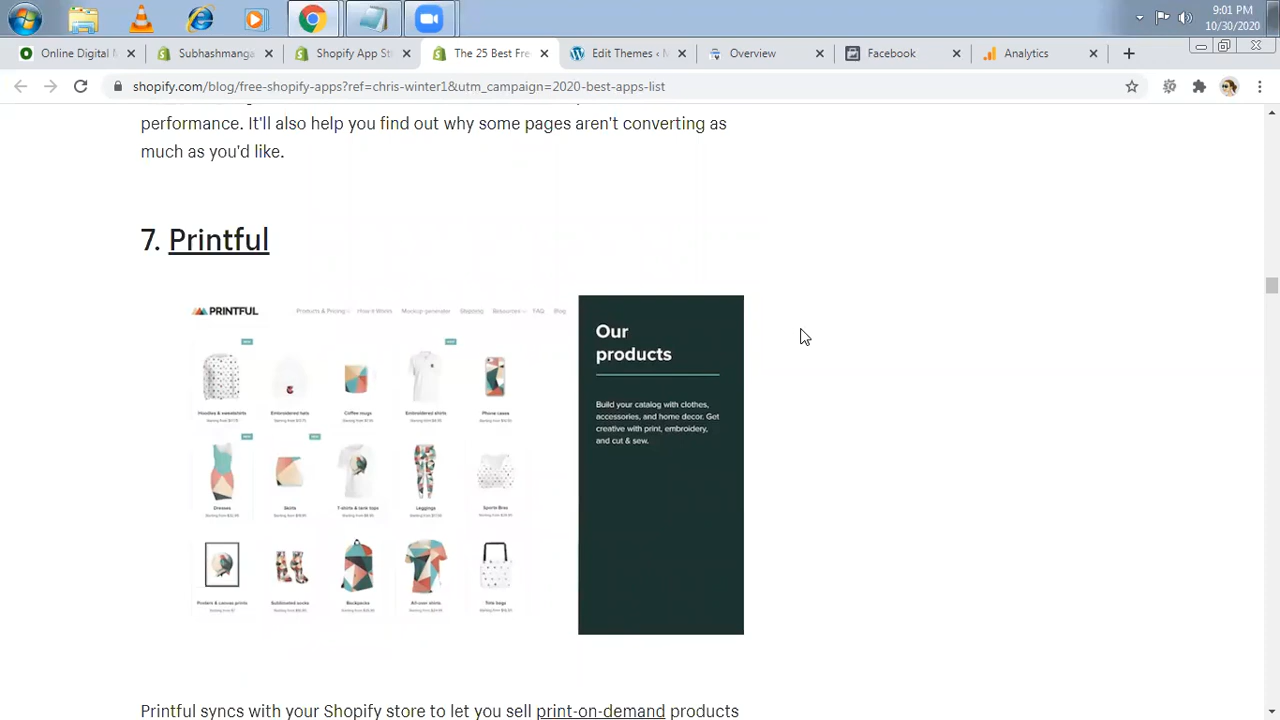 9:01 PM
10/30/2020
Online Digital M
Subhashmanga
Shopify App St
The 25 Best Fre
Edit Themes ‹ M
Overview
Analytics
shopify.com/blog/free-shopify-apps?ref=chris-winter1&utm_campaign=2020-best-apps-list
performance. It'll also help you find out why some pages aren't converting as
much as you'd like.
7. Printful
PRINTFUL
Products & Pricing
How it Works
Mockup generator
Shipping
Resources
FAQ
Blog
Our
products
Build your catalog with clothes,
accessories, and home decor. Get
creative with print, embroidery,
and cut & sew.
Hoodies & sweatshirts
Embroidered hats
Coffee mugs
Embroidered shirts
Phone cases
Dresses
Skirts
T-shirts & tank tops
Leggings
Sports Bras
Posters & canvas prints
Sublimated socks
Backpacks
All-over shirts
Tote bags
Printful syncs with your Shopify store to let you sell print-on-demand products